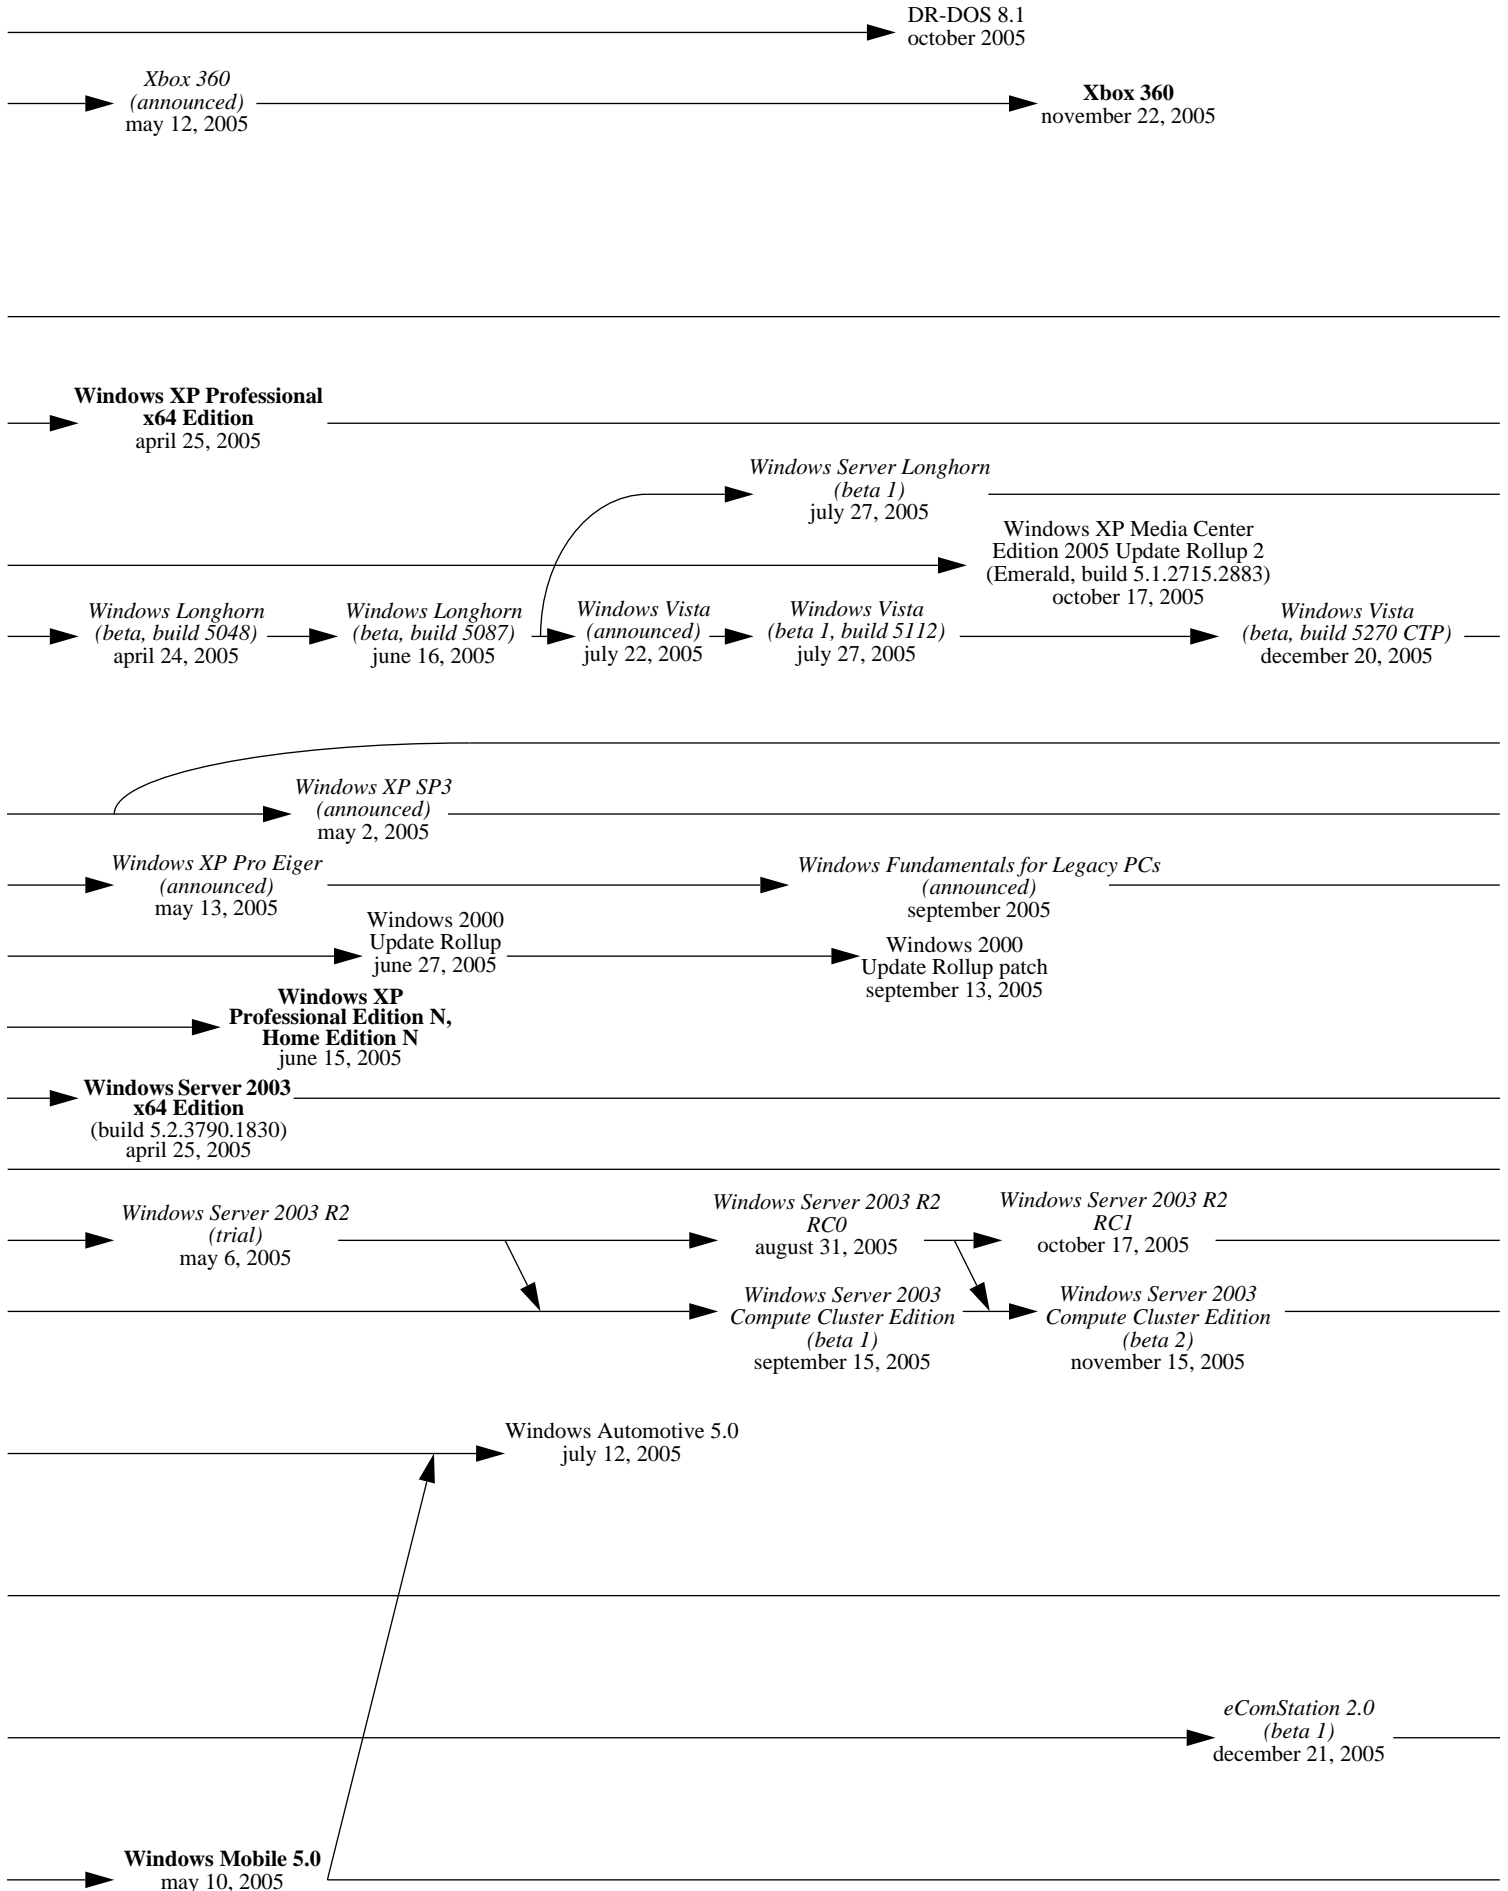 DR-DOS 8.1
october 2005
Xbox 360
(announced)
may 12, 2005
Xbox 360
november 22, 2005
Windows XP Professional
x64 Edition
april 25, 2005
Windows Server Longhorn
(beta 1)
july 27, 2005
Windows XP Media Center
Edition 2005 Update Rollup 2
(Emerald, build 5.1.2715.2883)
october 17, 2005
Windows Longhorn
(beta, build 5048)
april 24, 2005
Windows Longhorn
(beta, build 5087)
june 16, 2005
Windows Vista
(announced)
july 22, 2005
Windows Vista
(beta 1, build 5112)
july 27, 2005
Windows Vista
(beta, build 5270 CTP)
december 20, 2005
Windows XP SP3
(announced)
may 2, 2005
Windows XP Pro Eiger
(announced)
may 13, 2005
Windows Fundamentals for Legacy PCs
(announced)
september 2005
Windows 2000
Update Rollup
june 27, 2005
Windows 2000
Update Rollup patch
september 13, 2005
Windows XP
Professional Edition N,
Home Edition N
june 15, 2005
Windows Server 2003
x64 Edition
(build 5.2.3790.1830)
april 25, 2005
Windows Server 2003 R2
(trial)
may 6, 2005
Windows Server 2003 R2
RC0
august 31, 2005
Windows Server 2003 R2
RC1
october 17, 2005
Windows Server 2003
Compute Cluster Edition
(beta 1)
september 15, 2005
Windows Server 2003
Compute Cluster Edition
(beta 2)
november 15, 2005
Windows Automotive 5.0
july 12, 2005
eComStation 2.0
(beta 1)
december 21, 2005
Windows Mobile 5.0
may 10, 2005